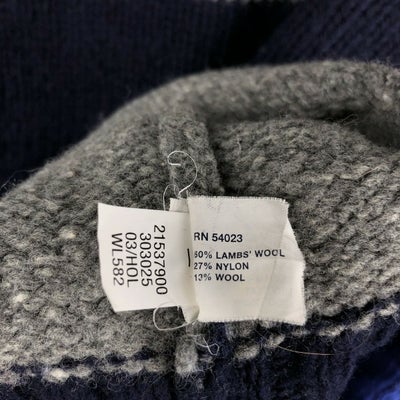 21537900
303025
03/HOL
WL582
RN 54023
60% LAMBS' WOOL
27% NYLON
13% WOOL